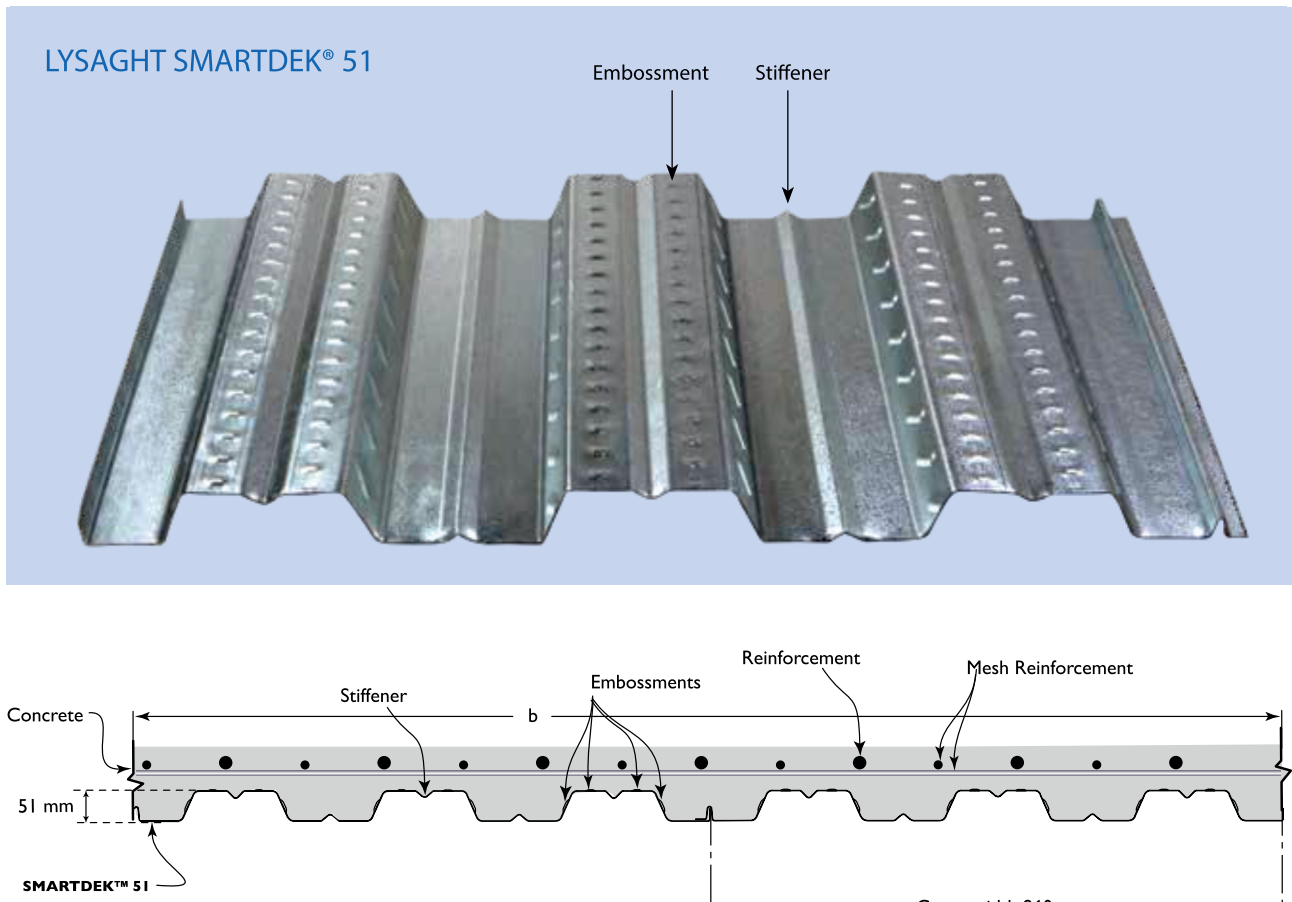 LYSAGHT SMARTDEK® 51
Embossment
Stiffener
Reinforcement
Mesh Reinforcement
Embossments
Stiffener
Concrete
b
51 mm
SMARTDEK™ 51